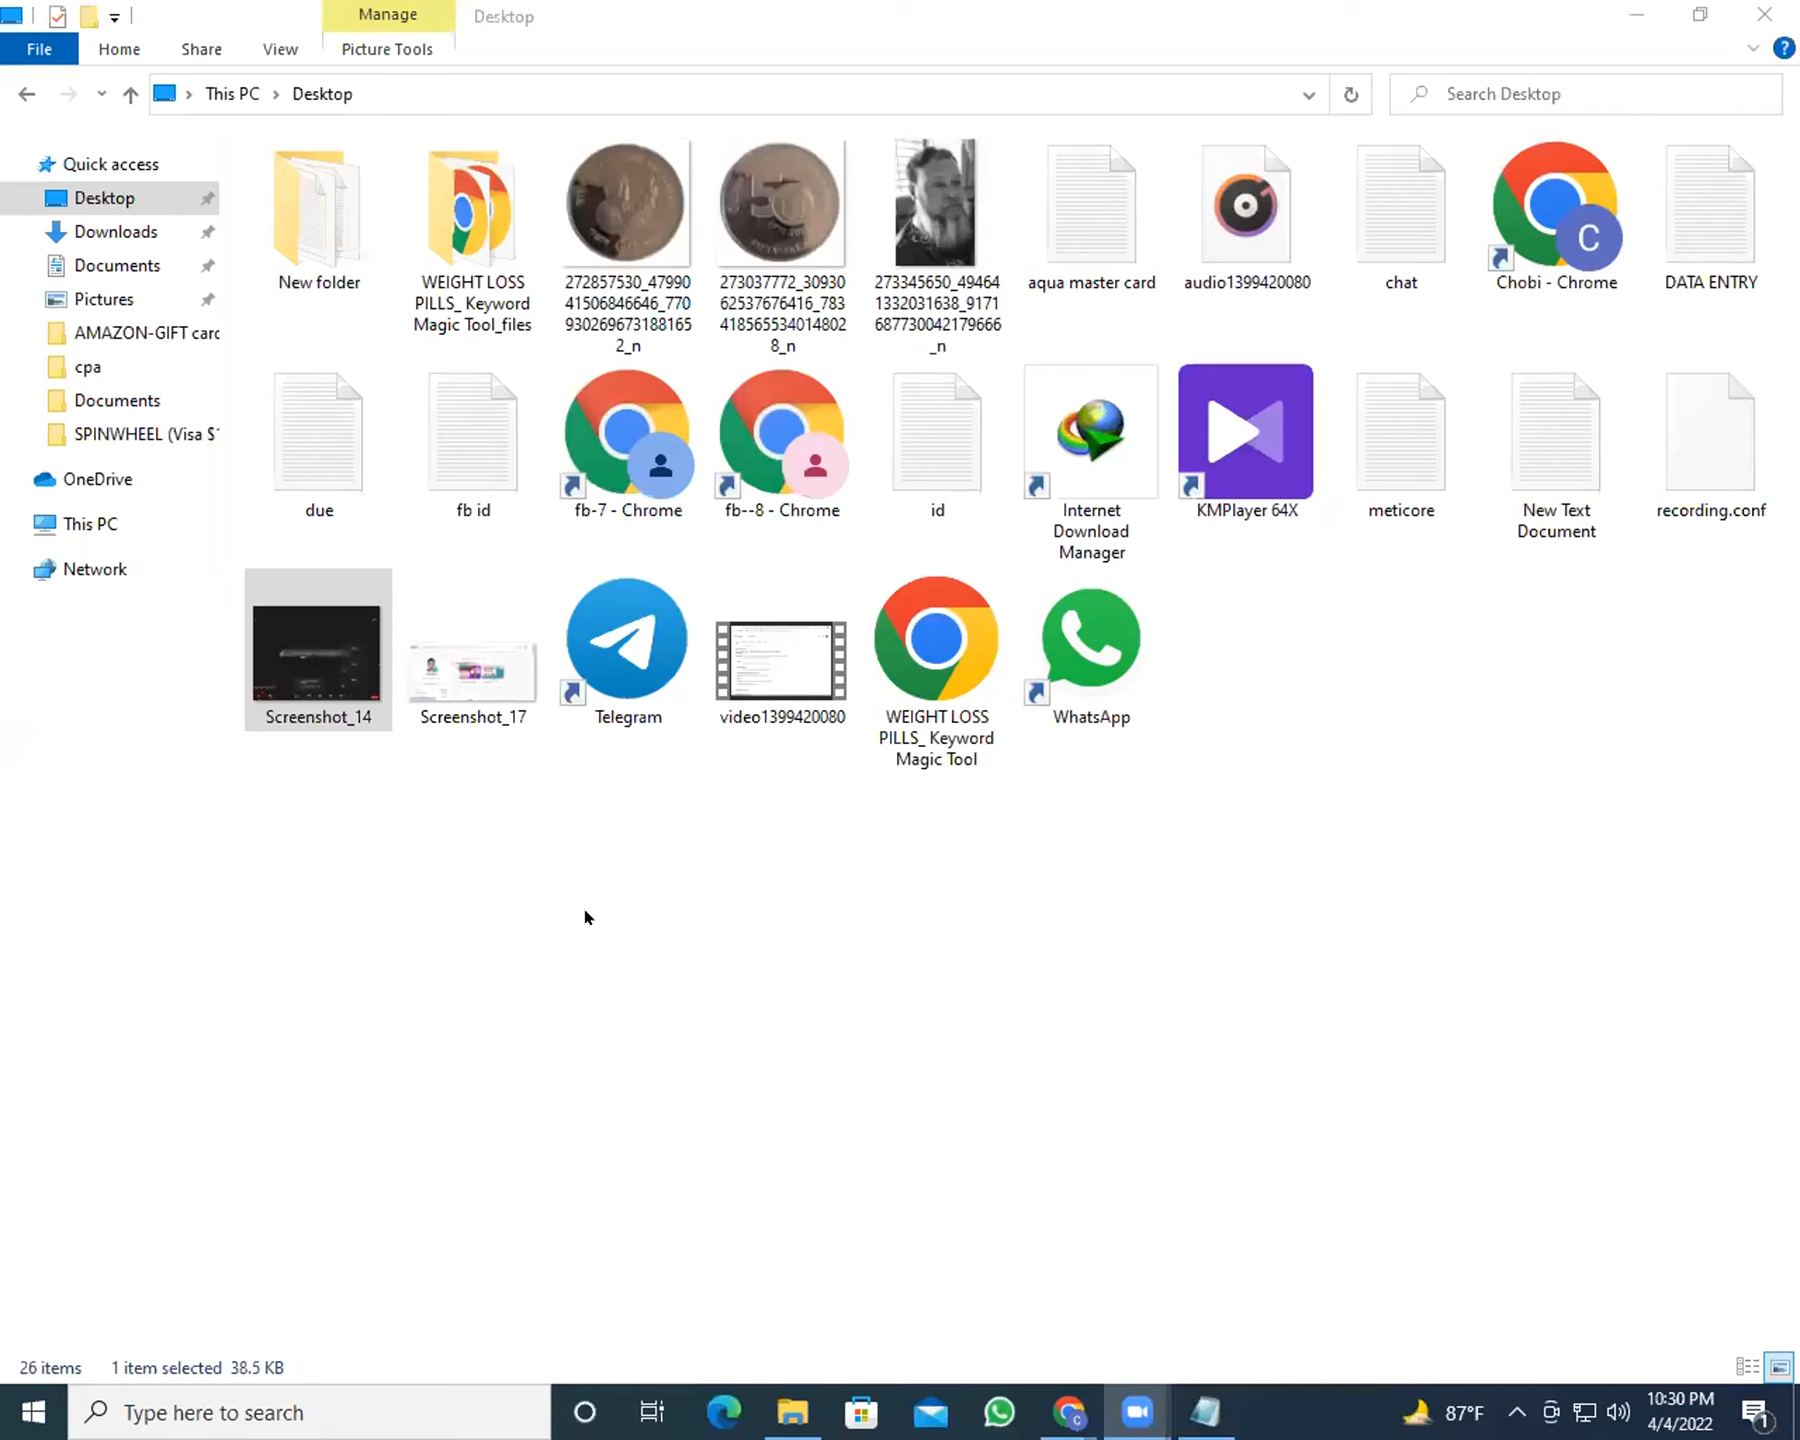 Manage
Desktop
File
Home
Share
View
Picture Tools
This PC
Desktop
Search Desktop
Quick access
Desktop
Downloads
Documents
Pictures
AMAZON-GIFT card
cpa
Documents
SPINWHEEL (Visa $
OneDrive
This PC
Network
New folder
WEIGHT LOSS
PILLS_ Keyword
Magic Tool_files
272857530_47990
41506846646_770
930269673188165
2_n
273037772_30930
62537676416_783
418565534014802
8_n
273345650_49464
1332031638_9171
687730042179666
_n
aqua master card
audio1399420080
chat
C
Chobi - Chrome
DATA ENTRY
due
fb id
fb-7 - Chrome
fb--8 - Chrome
id
Internet
Download
Manager
KMPlayer 64X
meticore
New Text
Document
recording.conf
Screenshot_14
Screenshot_17
Telegram
video1399420080
WEIGHT LOSS
PILLS_ Keyword
Magic Tool
WhatsApp
26 items
1 item selected 38.5 KB
Type here to search
87°F
10:30 PM
4/4/2022
1